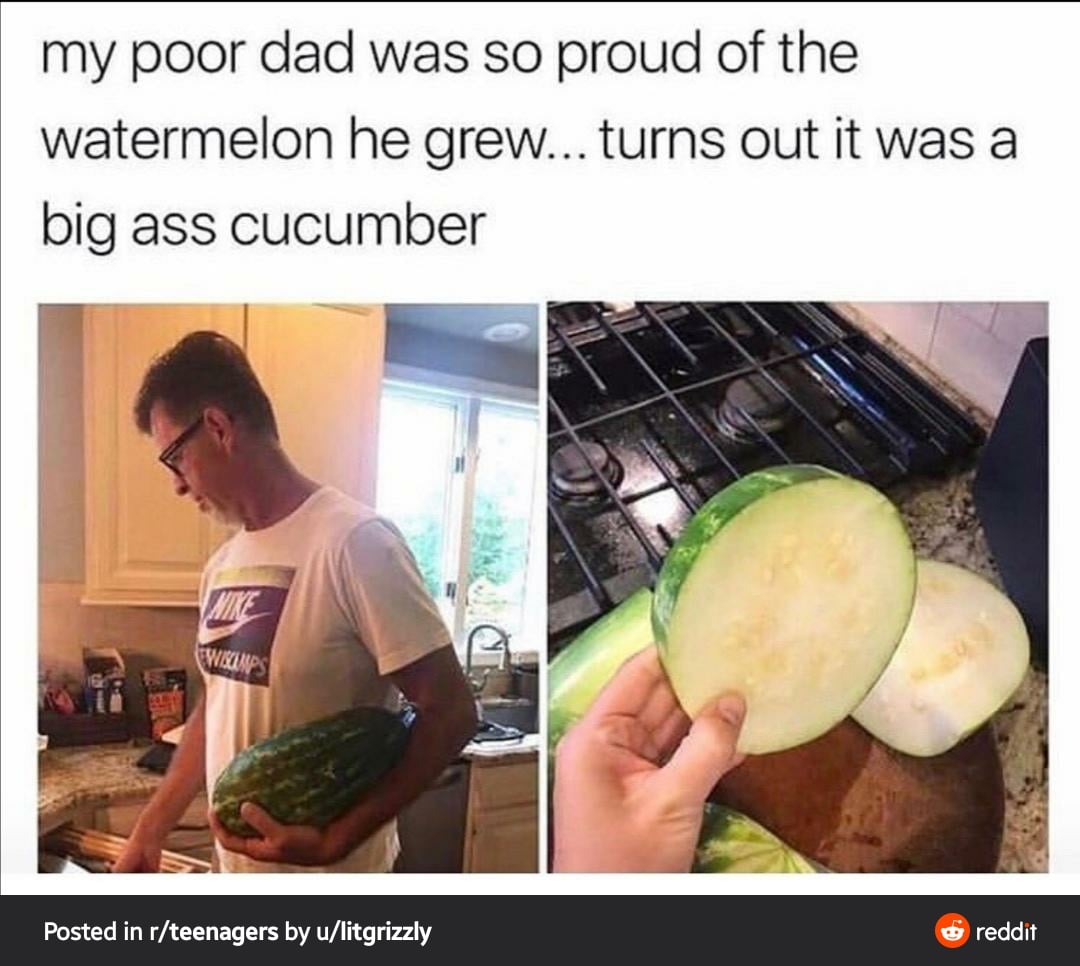 my poor dad was so proud of the
watermelon he grew... turns out it was a
big ass cucumber
NIKE
Posted in r/teenagers by u/litgrizzly
reddit